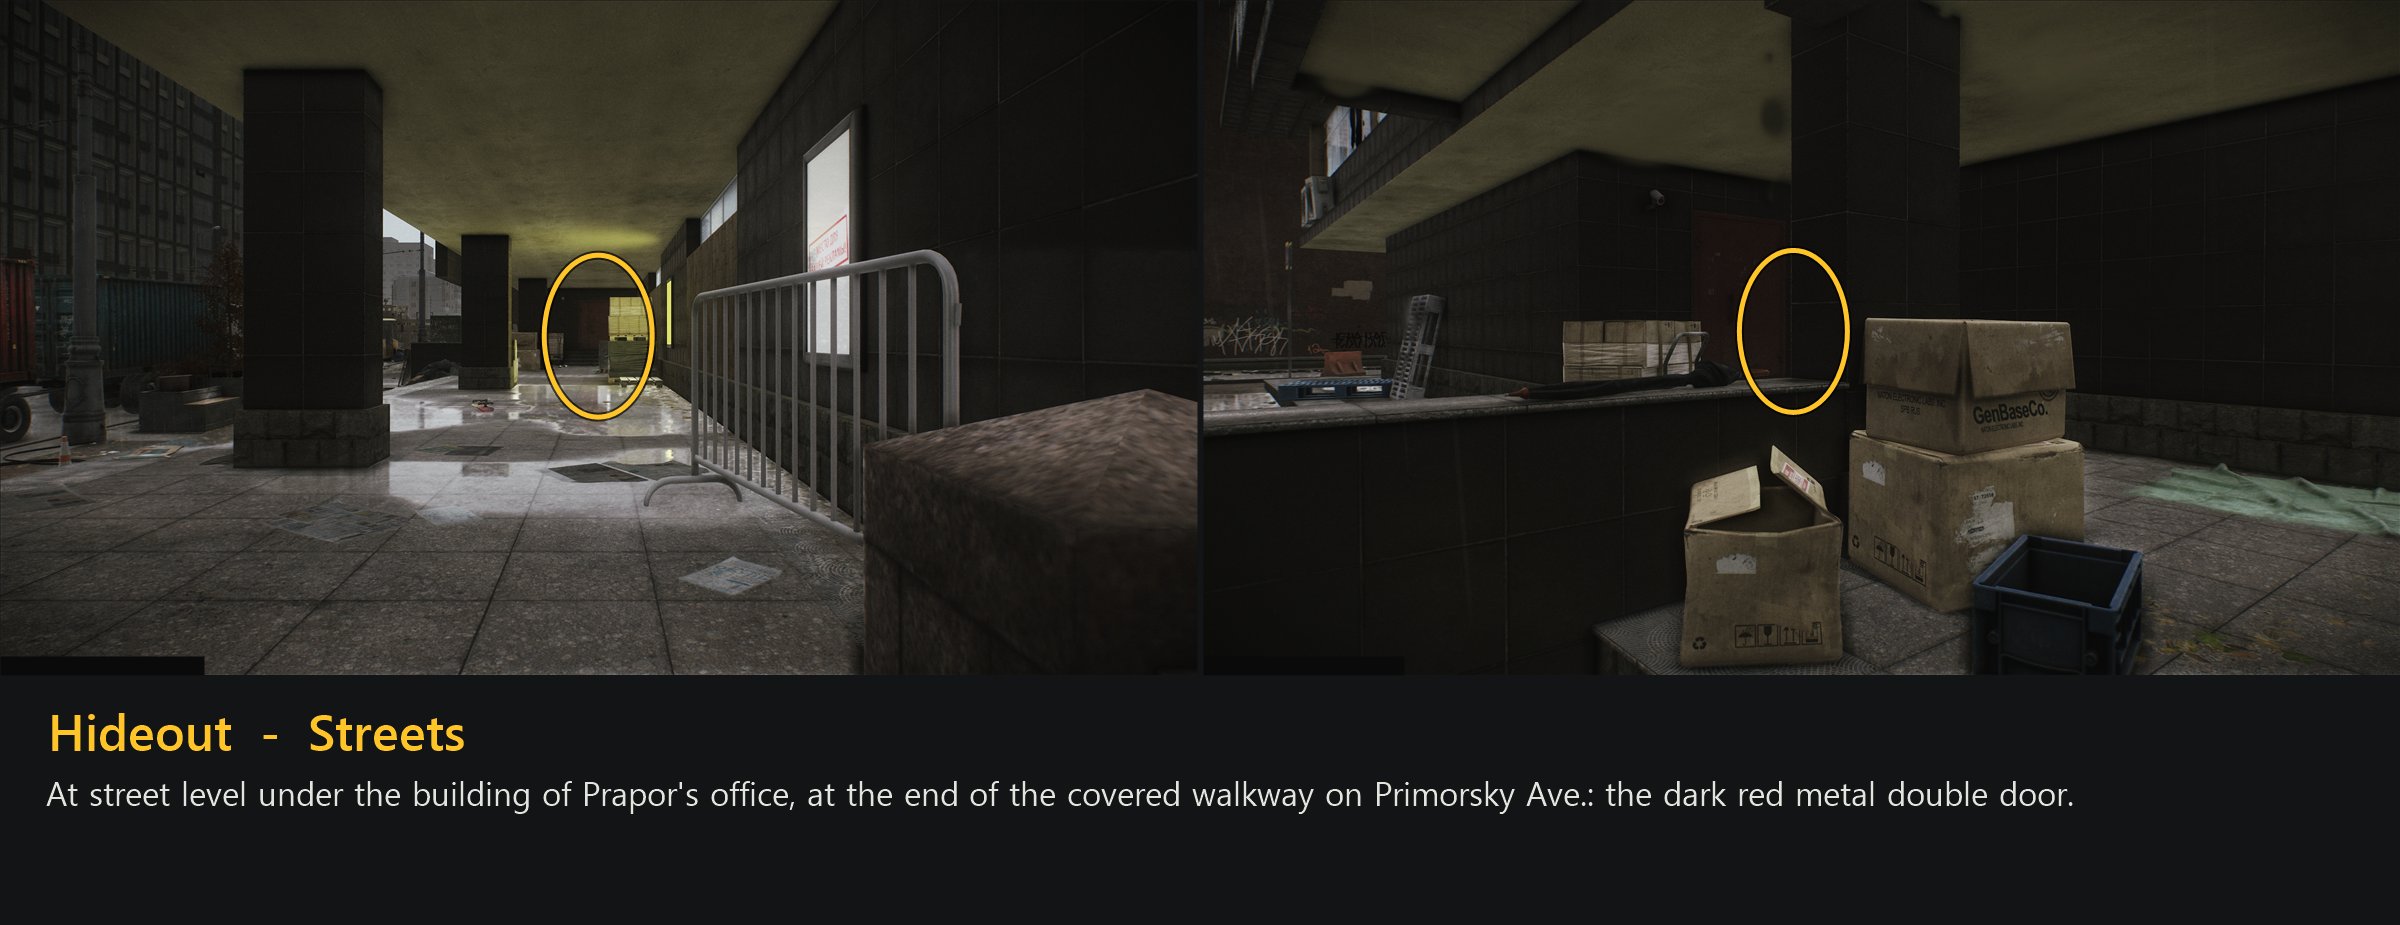 GenBaseCo.
Hideout - Streets
At street level under the building of Prapor's office, at the end of the covered walkway on Primorsky Ave.: the dark red metal double door.